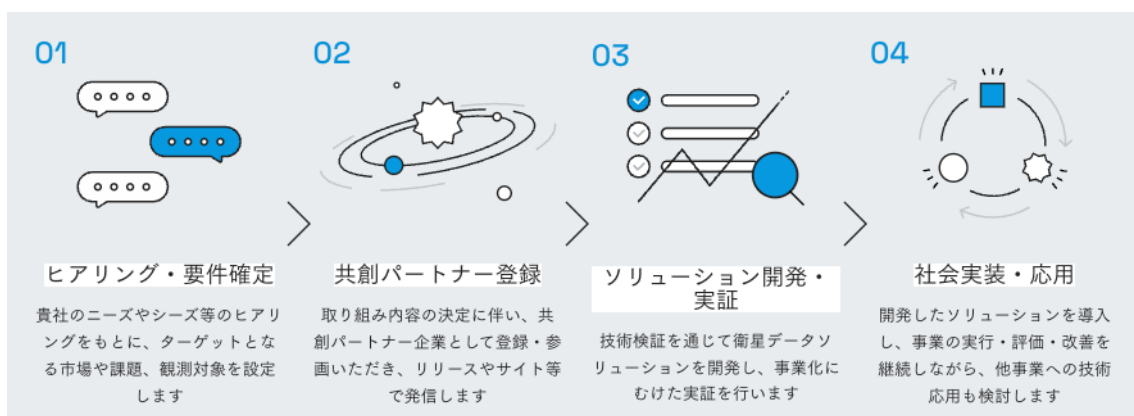 01
ヒアリング・要件確定
貴社のニーズやシーズ等のヒアリ
ングをもとに、ターゲットとな
る市場や課題、観測対象を設定
します
02
共創パートナー登録
取り組み内容の決定に伴い、共
創パートナー企業として登録・参
画いただき、リリースやサイト等
で発信します
03
ソリューション開発・
実証
技術検証を通じて衛星データソ
リューションを開発し、事業化に
むけた実証を行います
04
社会実装・応用
開発したソリューションを導入
し、事業の実行・評価・改善を
継続しながら、他事業への技術
応用も検討します